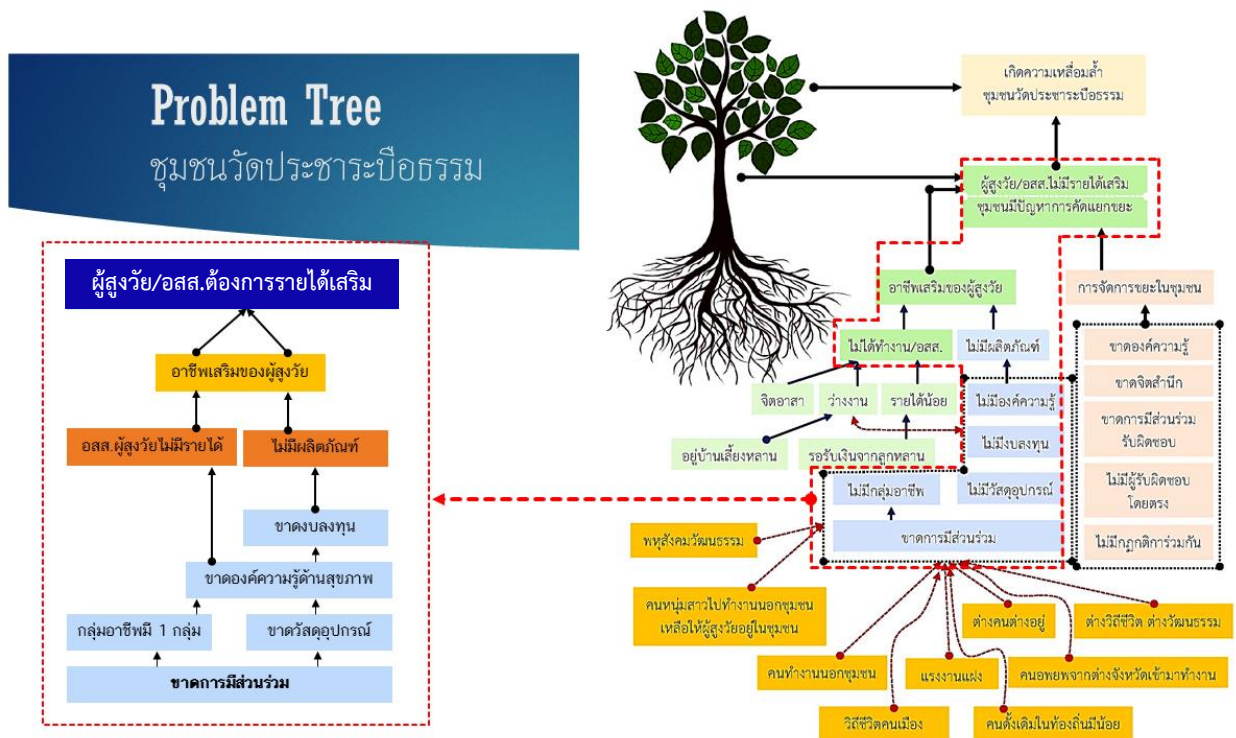 Problem Tree
ชุมชนวัดประชาระบือธรรม
ผู้สูงวัย/อสส.ต้องการรายได้เสริม
อาชีพเสริมของผู้สูงวัย
อสส.ผู้สูงวัยไม่มีรายได้
ไม่มีผลิตภัณฑ์
ขาดงบลงทุน
ขาดองค์ความรู้ด้านสุขภาพ
กลุ่มอาชีพมี 1 กลุ่ม
ขาดวัสดุอุปกรณ์
ขาดการมีส่วนร่วม
เกิดความเหลื่อมล้ำ
ชุมชนวัดประชาระบือธรรม
ผู้สูงวัย/อสส.ไม่มีรายได้เสริม
ชุมชนมีปัญหาการคัดแยกขยะ
อาชีพเสริมของผู้สูงวัย
การจัดการขยะในชุมชน
ไม่ได้ทำงาน/อสส.
ไม่มีผลิตภัณฑ์
ขาดองค์ความรู้
ขาดจิตสำนึก
ขาดการมีส่วนร่วม
รับผิดชอบ
ไม่มีผู้รับผิดชอบ
โดยตรง
ไม่มีกฏกติการ่วมกัน
จิตอาสา
ว่างงาน
รายได้น้อย
ไม่มีองค์ความรู้
อยู่บ้านเลี้ยงหลาน
รอรับเงินจากลูกหลาน
ไม่มีงบลงทุน
ไม่มีกลุ่มอาชีพ
ไม่มีวัสดุอุปกรณ์
ขาดการมีส่วนร่วม
พหุสังคมวัฒนธรรม
คนหนุ่มสาวไปทำงานนอกชุมชน
เหลือให้ผู้สูงวัยอยู่ในชุมชน
ต่างคนต่างอยู่
ต่างวิถีชีวิต ต่างวัฒนธรรม
คนทำงานนอกชุมชน
แรงงานแฝง
คนอพยพจากต่างจังหวัดเข้ามาทำงาน
วิถีชีวิตคนเมือง
คนดั้งเดิมในท้องถิ่นมีน้อย